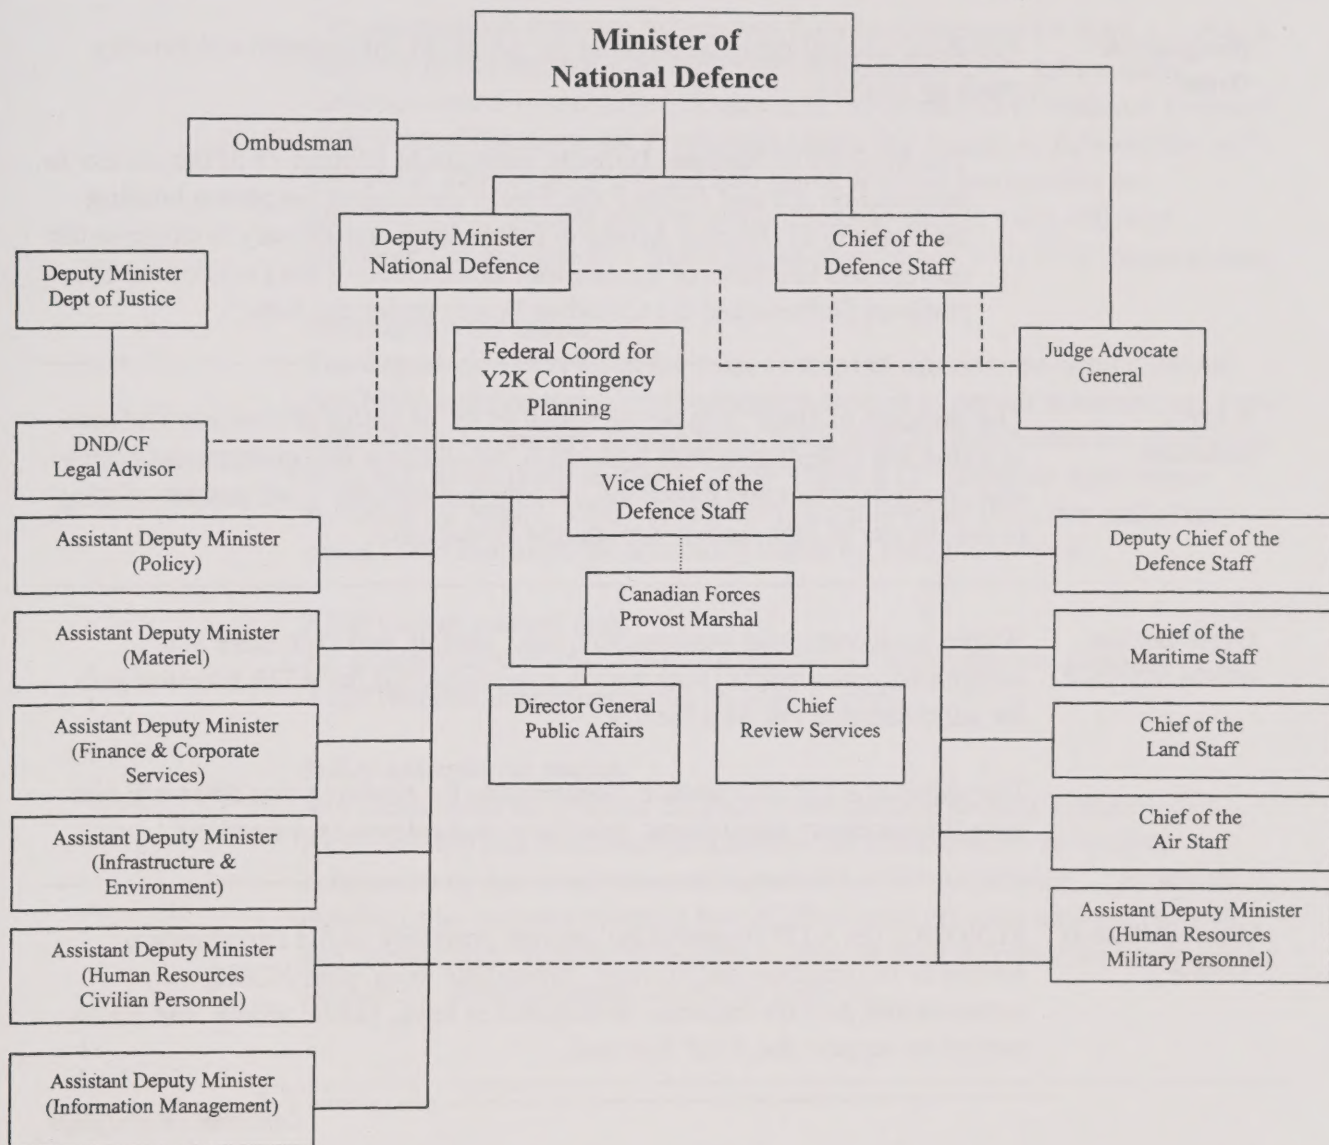 Minister of
National Defence
Ombudsman
Deputy Minister
National Defence
Chief of the
Defence Staff
Deputy Minister
Dept of Justice
Federal Coord for
Y2K Contingency
Planning
Judge Advocate
General
DND/CF
Legal Advisor
Vice Chief of the
Defence Staff
Assistant Deputy Minister
(Policy)
Deputy Chief of the
Defence Staff
Canadian Forces
Provost Marshal
Assistant Deputy Minister
(Materiel)
Chief of the
Maritime Staff
Director General
Public Affairs
Chief
Review Services
Assistant Deputy Minister
(Finance & Corporate
Services)
Chief of the
Land Staff
Assistant Deputy Minister
(Infrastructure &
Environment)
Chief of the
Air Staff
Assistant Deputy Minister
(Human Resources
Civilian Personnel)
Assistant Deputy Minister
(Human Resources
Military Personnel)
Assistant Deputy Minister
(Information Management)